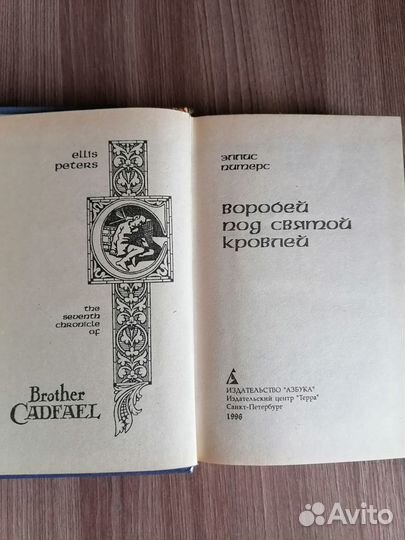 ellis
peters
the
seventh
chronicle
of
Brother
CADFAEL
эллис
питерс
воробей
под святой
кровлей
ИЗДАТЕЛЬСТВО "АЗБУКА"
Издательский центр "Терра"
Санкт-Петербург
1996
Avito